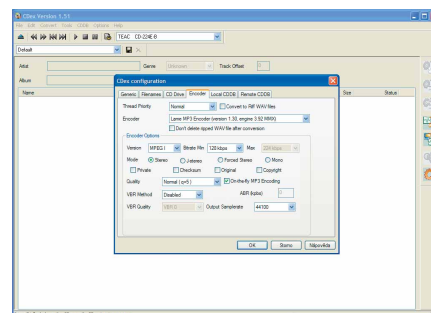 CDex Version 1.51
File Edit Convert Tools CDDB Options Help
TEAC CD-224E-B
Default
Artist Genre Unknown Track Offset
Album
Name Size Status
CDex configuration
Generic Filenames CD Drive Encoder Local CDDB Remote CDDB
Thread Priority Normal Convert to RIFF WAV files
Encoder Lame MP3 Encoder (version 1.30, engine 3.92 MMX)
Don't delete ripped WAV file after conversion
Encoder Options
Version MPEG I Bitrate Min 128 kbps Max 224 kbps
Mode Stereo J-stereo Forced Stereo Mono
Private Checksum Original Copyright
Quality Normal ( q=5 ) On-the-fly MP3 Encoding
VBR Method Disabled ABR (kpbs) 0
VBR Quality VBR 0 Output Samplerate 44100
OK Storno Nápověda